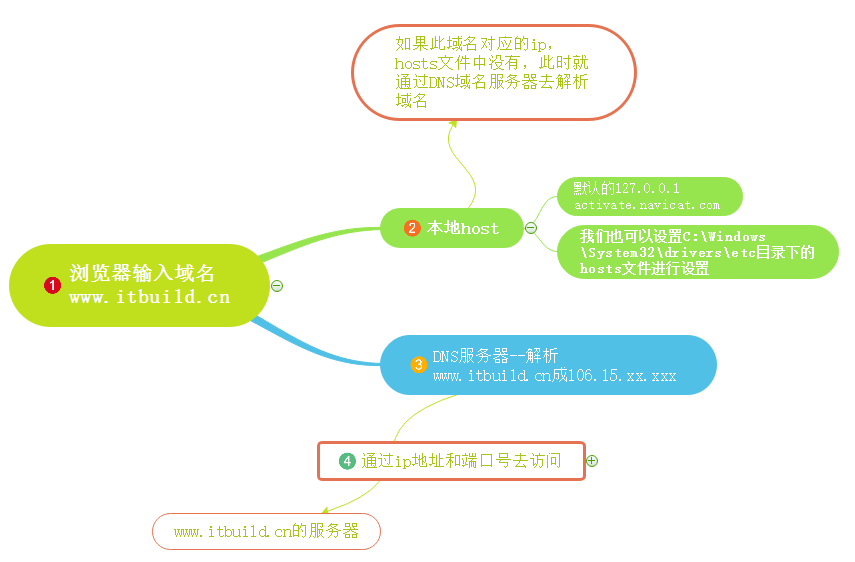 如果此域名对应的ip,
hosts文件中没有, 此时就
通过DNS域名服务器去解析
域名
默认的127.0.0.1
activate.navicat.com
2 本地host
我们也可以设置C:\Windows
\System32\drivers\etc目录下的
hosts文件进行设置
1 浏览器输入域名
www.itbuild.cn
3 DNS服务器--解析
www.itbuild.cn成106.15.xx.xxx
4 通过ip地址和端口号去访问
www.itbuild.cn的服务器